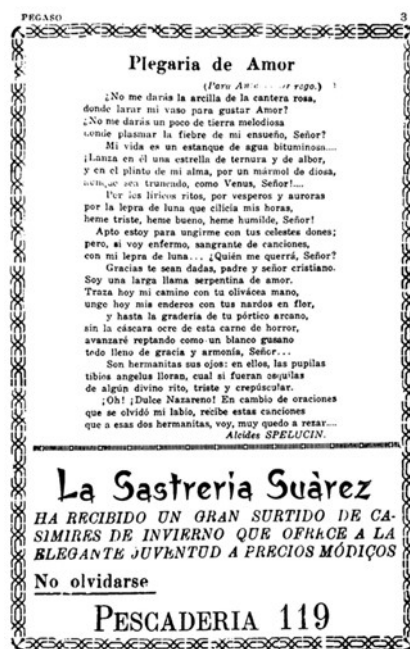 PEGASO
3
Plegaria de Amor
(Para
¿No me darás la arcilla de la cantera rosa,
donde larar mi vaso para gustar Amor?
¿No me darás un poco de tierra melodiosa
donde plasmar la fiebre de mi ensueño, Señor?
Mi vida es un estanque de agua bituminosa....
¡Lanza en él una estrella de ternura y de albor,
y en el plinto de mi alma, por un mármol de diosa,
aunque sea truncado, como Venus, Señor!....
Por los líricos ritos, por vesperos y auroras
por la lepra de luna que cilicia mis horas,
heme triste, heme bueno, heme humilde, Señor!
Apto estoy para ungirme con tus celestes dones;
pero, si voy enfermo, sangrante de canciones,
con mi lepra de luna... ¿Quién me querrá, Señor?
Gracias te sean dadas, padre y señor cristiano.
Soy una larga llama serpentina de amor.
Traza hoy mi camino con tu olivácea mano,
unge hoy mis enderos con tus nardos en flor,
y hasta la gradería de tu pórtico arcano,
sin la cáscara ocre de esta carne de horror,
avanzaré reptando como un blanco gusano
todo lleno de gracia y armonía, Señor...
Son hermanitas sus ojos: en ellos, las pupilas
tibios angelus lloran, cual si fueran esquilas
de algún divino rito, triste y crepúscular.
¡Oh! ¡Dulce Nazareno! En cambio de oraciones
que se olvidó mi labio, recibe estas canciones
que a esas dos hermanitas, voy, muy quedo a rezar....
Alcides SPELUCIN.
La Sastreria Suàrez
HA RECIBIDO UN GRAN SURTIDO DE CA-
SIMIRES DE INVIERNO QUE OFRECE A LA
ELEGANTE JUVENTUD A PRECIOS MÓDIÇOS
No olvidarse
PESCADERIA 119